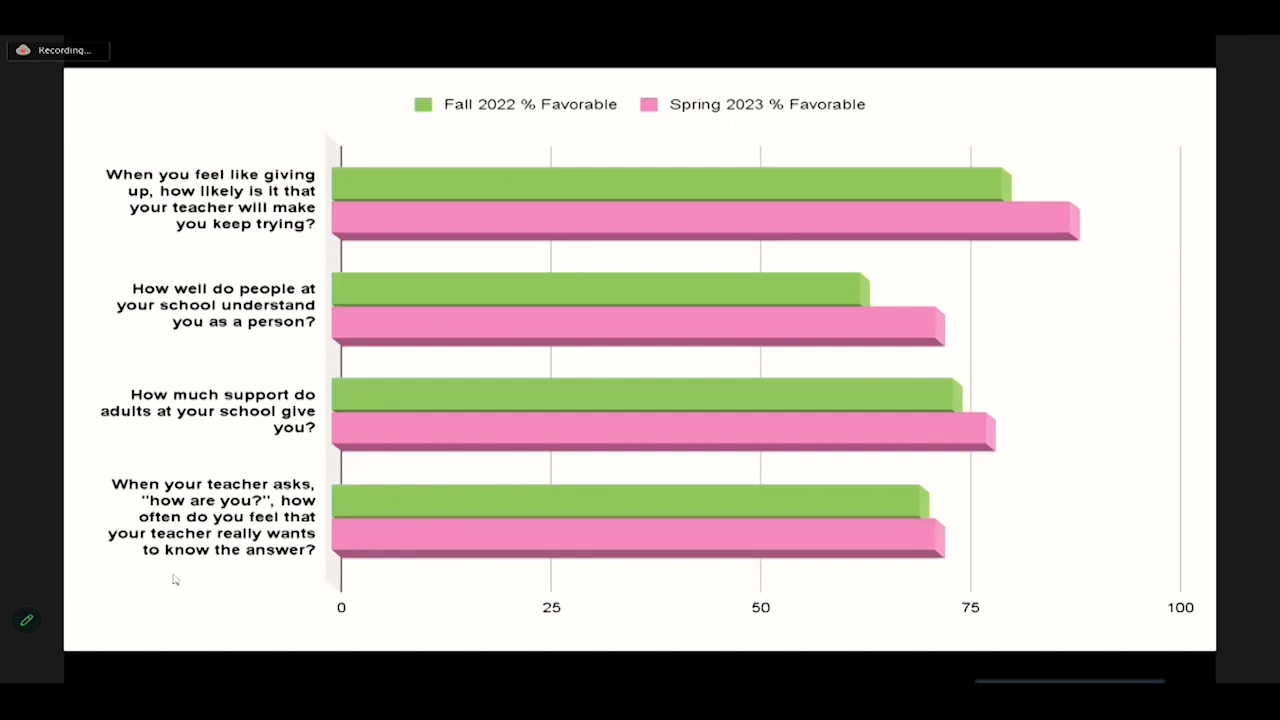 Recording...
Fall 2022 % Favorable
Spring 2023 % Favorable
When you feel like giving
up, how likely is it that
your teacher will make
you keep trying?
How well do people at
your school understand
you as a person?
How much support do
adults at your school give
you?
When your teacher asks,
"how are you?", how
often do you feel that
your teacher really wants
to know the answer?
0
25
50
75
100